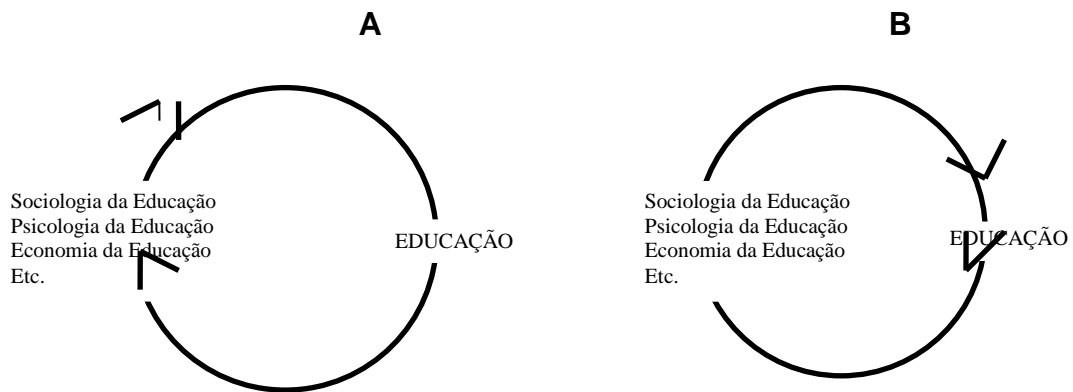 A
B
Sociologia da Educação
Psicologia da Educação
Economia da Educação
Etc.
EDUCAÇÃO
Sociologia da Educação
Psicologia da Educação
Economia da Educação
Etc.
EDUCAÇÃO